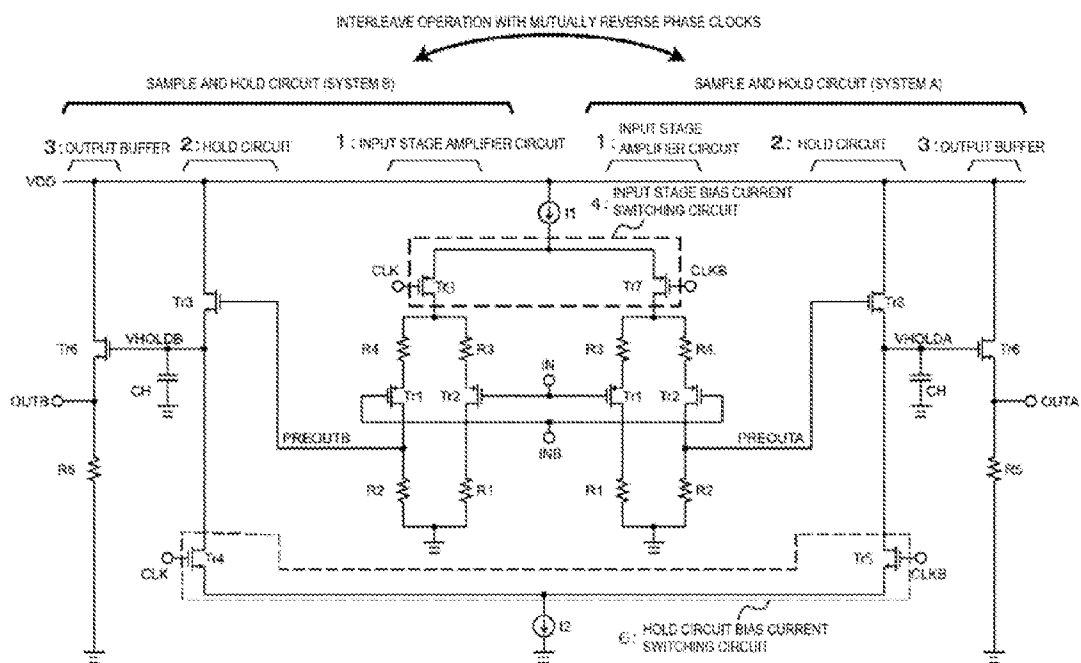 INTERLEAVE OPERATION WITH MUTUALLY REVERSE PHASE CLOCKS
SAMPLE AND HOLD CIRCUIT (SYSTEM B)
SAMPLE AND HOLD CIRCUIT (SYSTEM A)
3 : OUTPUT BUFFER
2 : HOLD CIRCUIT
1 : INPUT STAGE AMPLIFIER CIRCUIT
1 : INPUT STAGE
AMPLIFIER CIRCUIT
2 : HOLD CIRCUIT
3 : OUTPUT BUFFER
VDD
I1
4 : INPUT STAGE BIAS CURRENT
SWITCHING CIRCUIT
CLK
Tr7
CLKB
Tr3
Tr6
VHOLDB
CH
OUTB
R4
R3
R3
R4
IN
Tr1
Tr2
Tr1
Tr2
INB
VHOLDA
Tr6
CH
OUTA
PREOUTB
PREOUTA
R2
R1
R1
R2
R5
CLK
Tr4
Tr5
CLKB
I2
HOLD CIRCUIT BIAS CURRENT
SWITCHING CIRCUIT